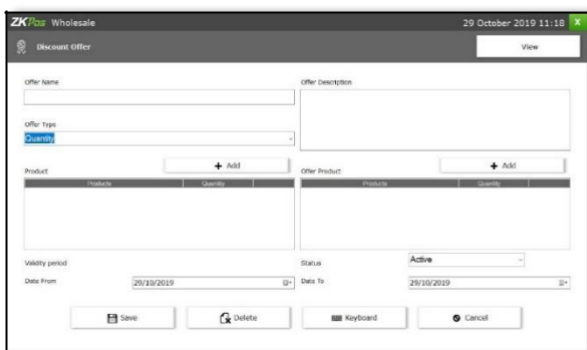 ZKPos Wholesale 29 October 2019 11:18 X
Discount Offer View
Offer Name Offer Description
Offer Type
Quantity
Product + Add Offer Product + Add
Products Quantity Products Quantity
Validity period Status Active
Date From 29/10/2019 Date To 29/10/2019
Save Delete Keyboard Cancel